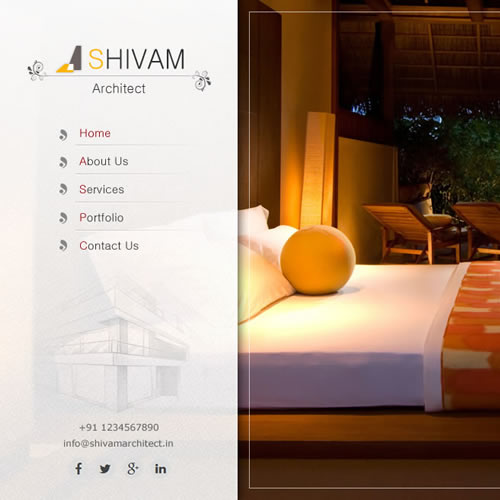 SHIVAM
Architect
Home
About Us
Services
Portfolio
Contact Us
+91 1234567890
info@shivamarchitect.in